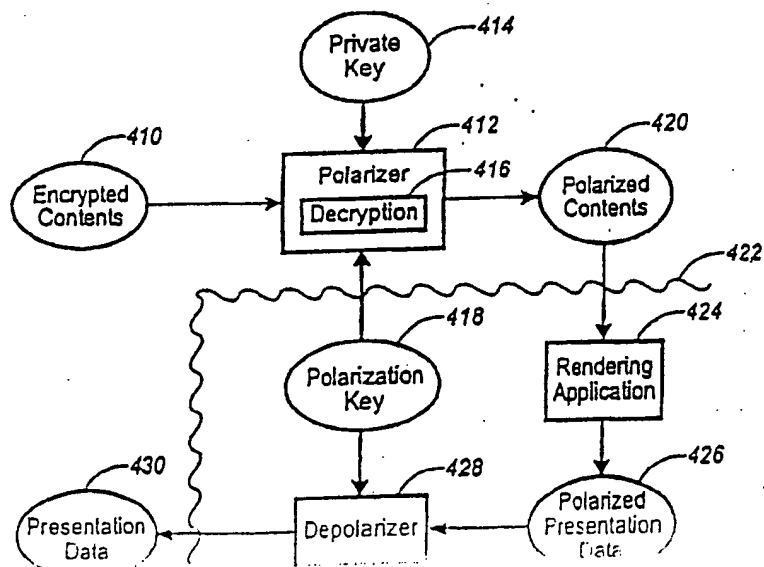 Private
Key
414
412
Polarizer
416
Decryption
410
Encrypted
Contents
420
Polarized
Contents
422
418
Polarization
Key
424
Rendering
Application
430
Presentation
Data
428
Depolarizer
426
Polarized
Presentation
Data